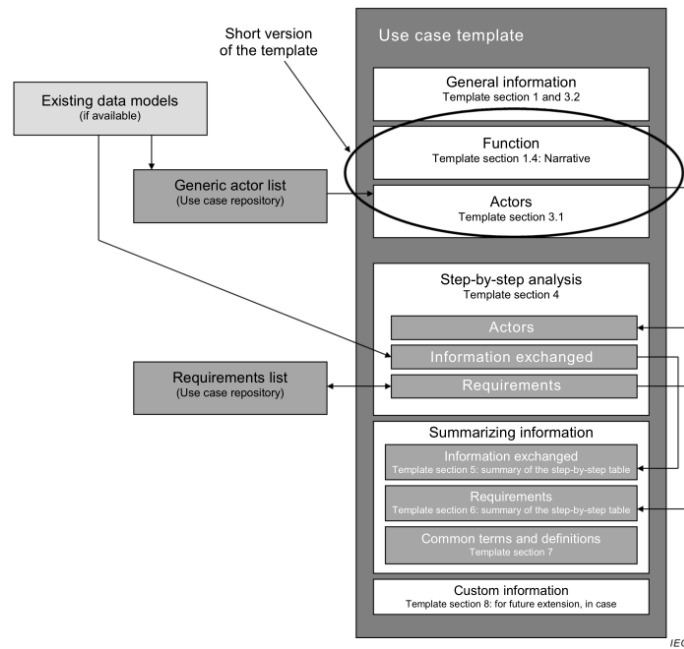 Short version
of the template
Use case template
General information
Template section 1 and 3.2
Existing data models
(if available)
Function
Template section 1.4: Narrative
Generic actor list
(Use case repository)
Actors
Template section 3.1
Step-by-step analysis
Template section 4
Actors
Information exchanged
Requirements list
(Use case repository)
Requirements
Summarizing information
Information exchanged
Template section 5: summary of the step-by-step table
Requirements
Template section 6: summary of the step-by-step table
Common terms and definitions
Template section 7
Custom information
Template section 8: for future extension, in case
IEC